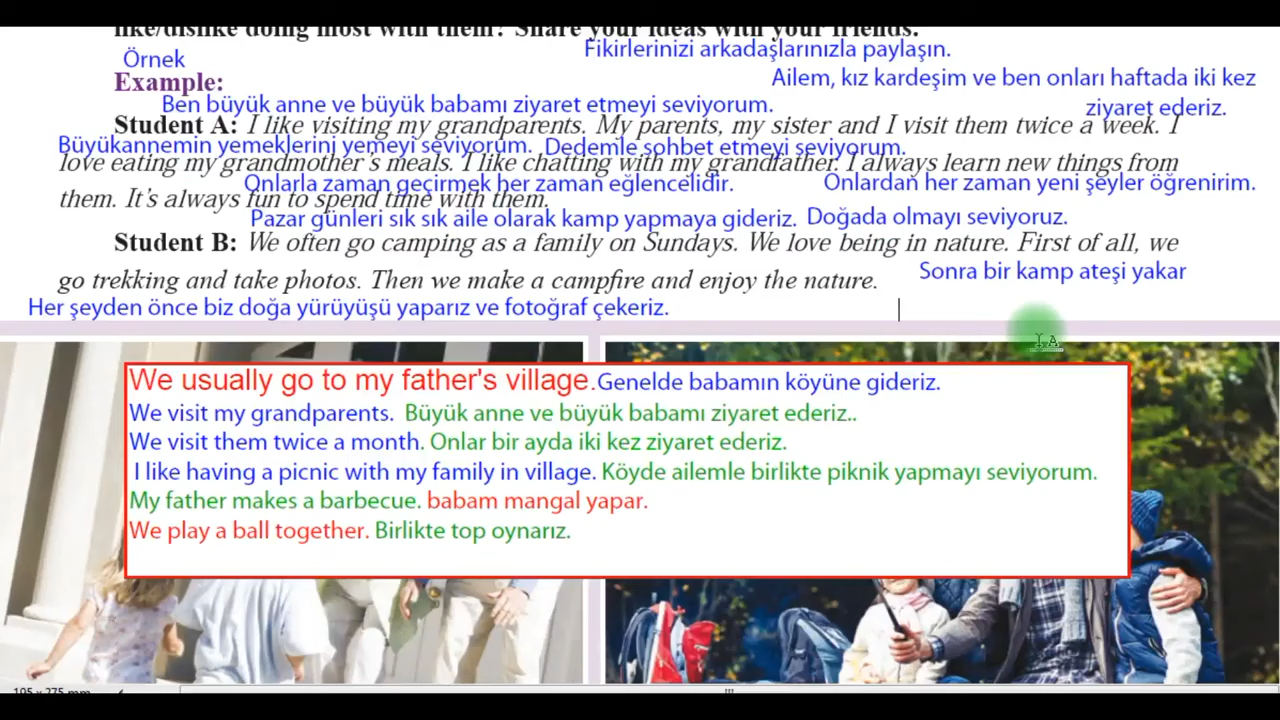 like/dislike doing most with them? Share your ideas with your friends.
Fikirlerinizi arkadaşlarınızla paylaşın.
Örnek
Ailem, kız kardeşim ve ben onları haftada iki kez
Example:
Ben büyük anne ve büyük babamı ziyaret etmeyi seviyorum.
ziyaret ederiz.
Student A: I like visiting my grandparents. My parents, my sister and I visit them twice a week. I
Büyükannemin yemeklerini yemeyi seviyorum. Dedemle sohbet etmeyi seviyorum.
love eating my grandmother's meals. I like chatting with my grandfather. I always learn new things from
Onlarla zaman geçirmek her zaman eğlencelidir. Onlardan her zaman yeni şeyler öğrenirim.
them. It's always fun to spend time with them.
Pazar günleri sık sık aile olarak kamp yapmaya gideriz. Doğada olmayı seviyoruz.
Student B: We often go camping as a family on Sundays. We love being in nature. First of all, we
Sonra bir kamp ateşi yakar
go trekking and take photos. Then we make a campfire and enjoy the nature.
Her şeyden önce biz doğa yürüyüşü yaparız ve fotoğraf çekeriz.
We usually go to my father's village.Genelde babamın köyüne gideriz.
We visit my grandparents. Büyük anne ve büyük babamı ziyaret ederiz..
We visit them twice a month. Onlar bir ayda iki kez ziyaret ederiz.
I like having a picnic with my family in village. Köyde ailemle birlikte piknik yapmayı seviyorum.
My father makes a barbecue. babam mangal yapar.
We play a ball together. Birlikte top oynarız.